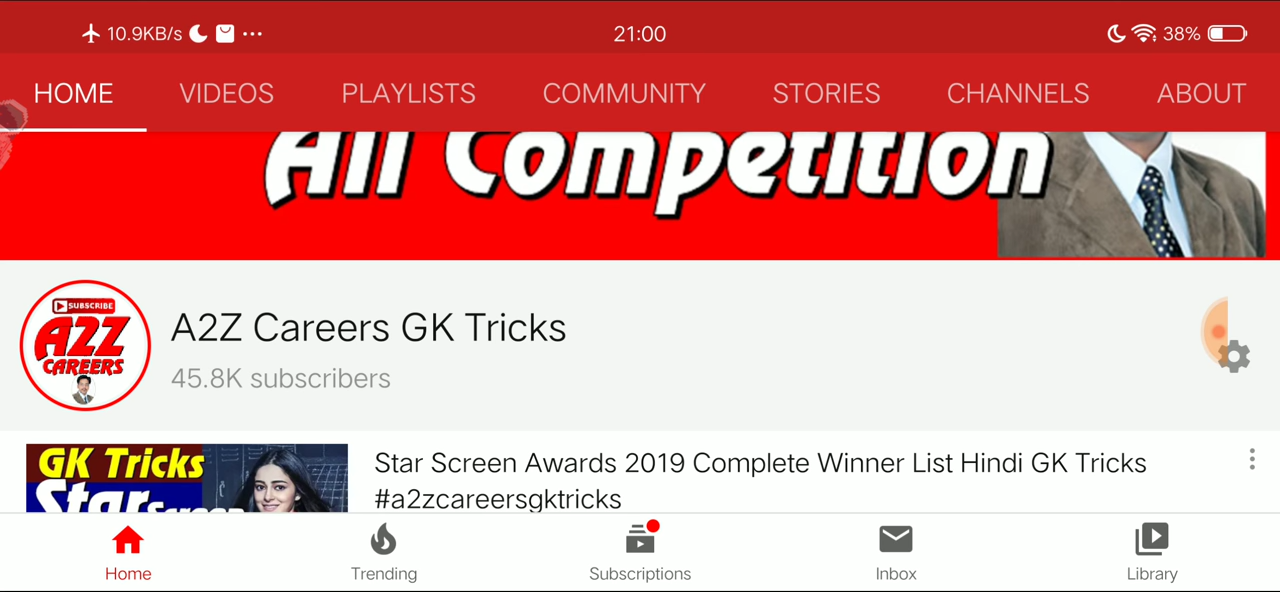 10.9KB/s ... 21:00 38%
HOME VIDEOS PLAYLISTS COMMUNITY STORIES CHANNELS ABOUT
All Competition
SUBSCRIBE
A2Z
CAREERS
A2Z Careers GK Tricks
45.8K subscribers
GK Tricks
Star Screen
Star Screen Awards 2019 Complete Winner List Hindi GK Tricks
#a2zcareersgktricks
Home Trending Subscriptions Inbox Library